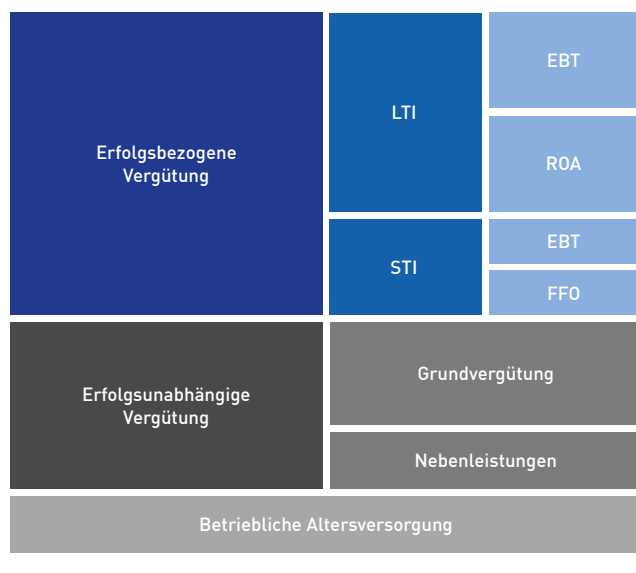 Erfolgsbezogene
Vergütung
LTI
EBT
ROA
STI
EBT
FFO
Erfolgsunabhängige
Vergütung
Grundvergütung
Nebenleistungen
Betriebliche Altersversorgung